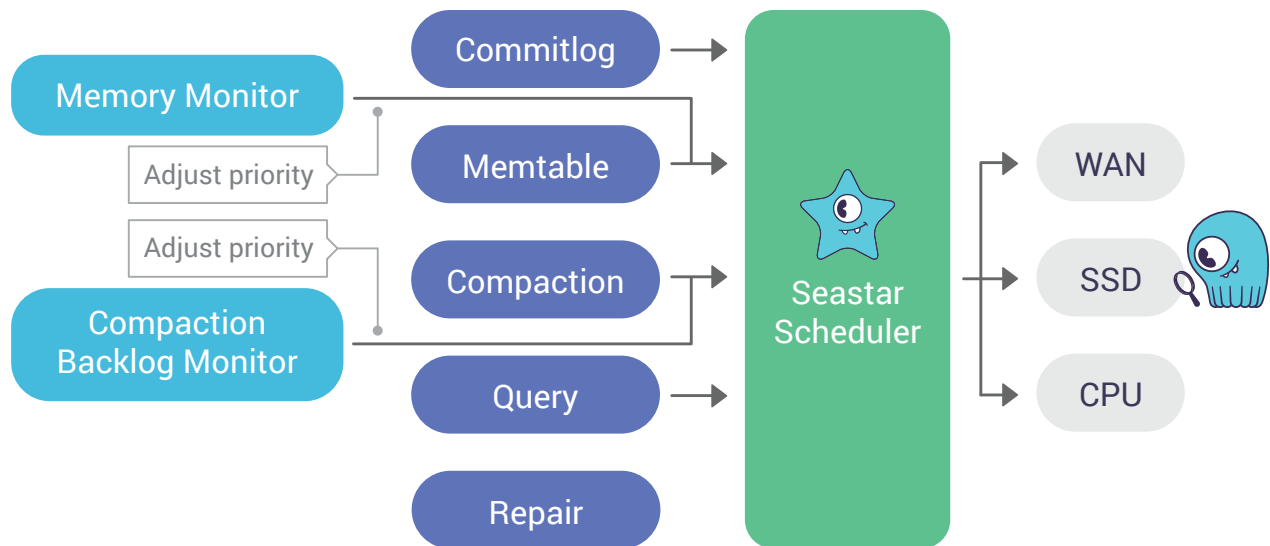 Commitlog
Memory Monitor
Adjust priority
Memtable
WAN
Adjust priority
Compaction
Seastar
Scheduler
SSD
Compaction
Backlog Monitor
Query
CPU
Repair